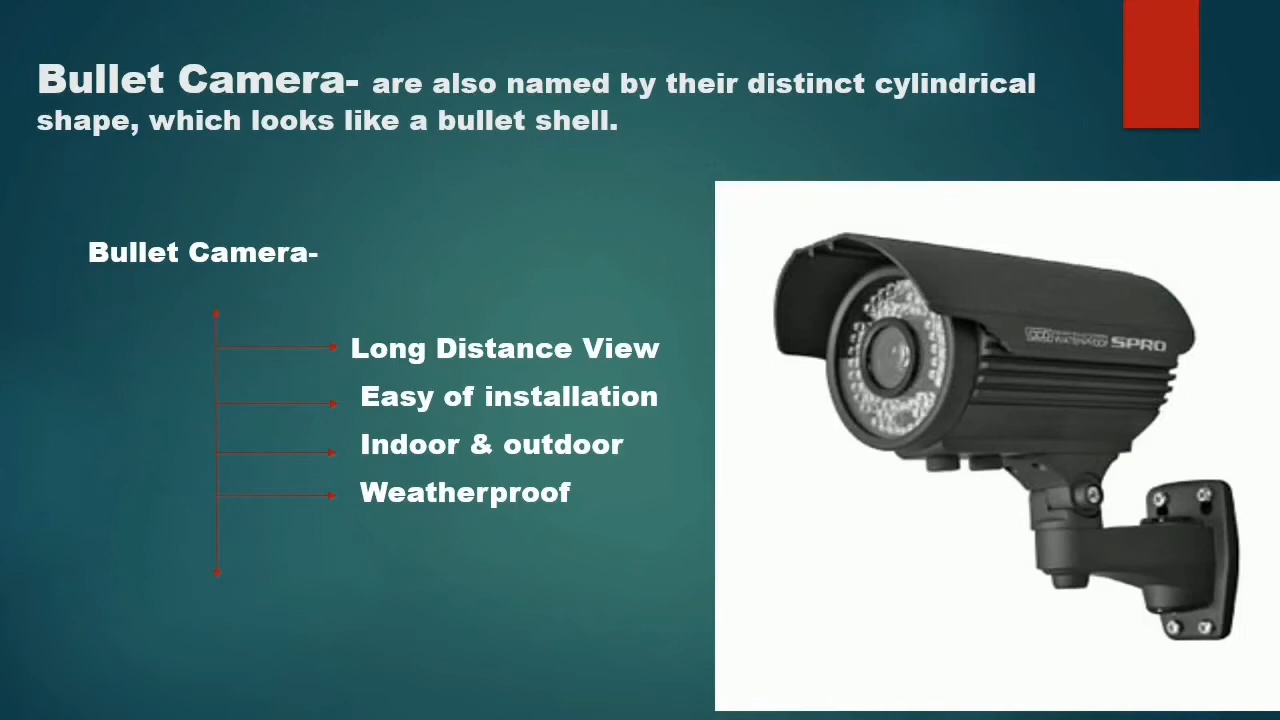 Bullet Camera- are also named by their distinct cylindrical
shape, which looks like a bullet shell.
Bullet Camera-
Long Distance View
Easy of installation
Indoor & outdoor
Weatherproof
WATERPROOF SPRO